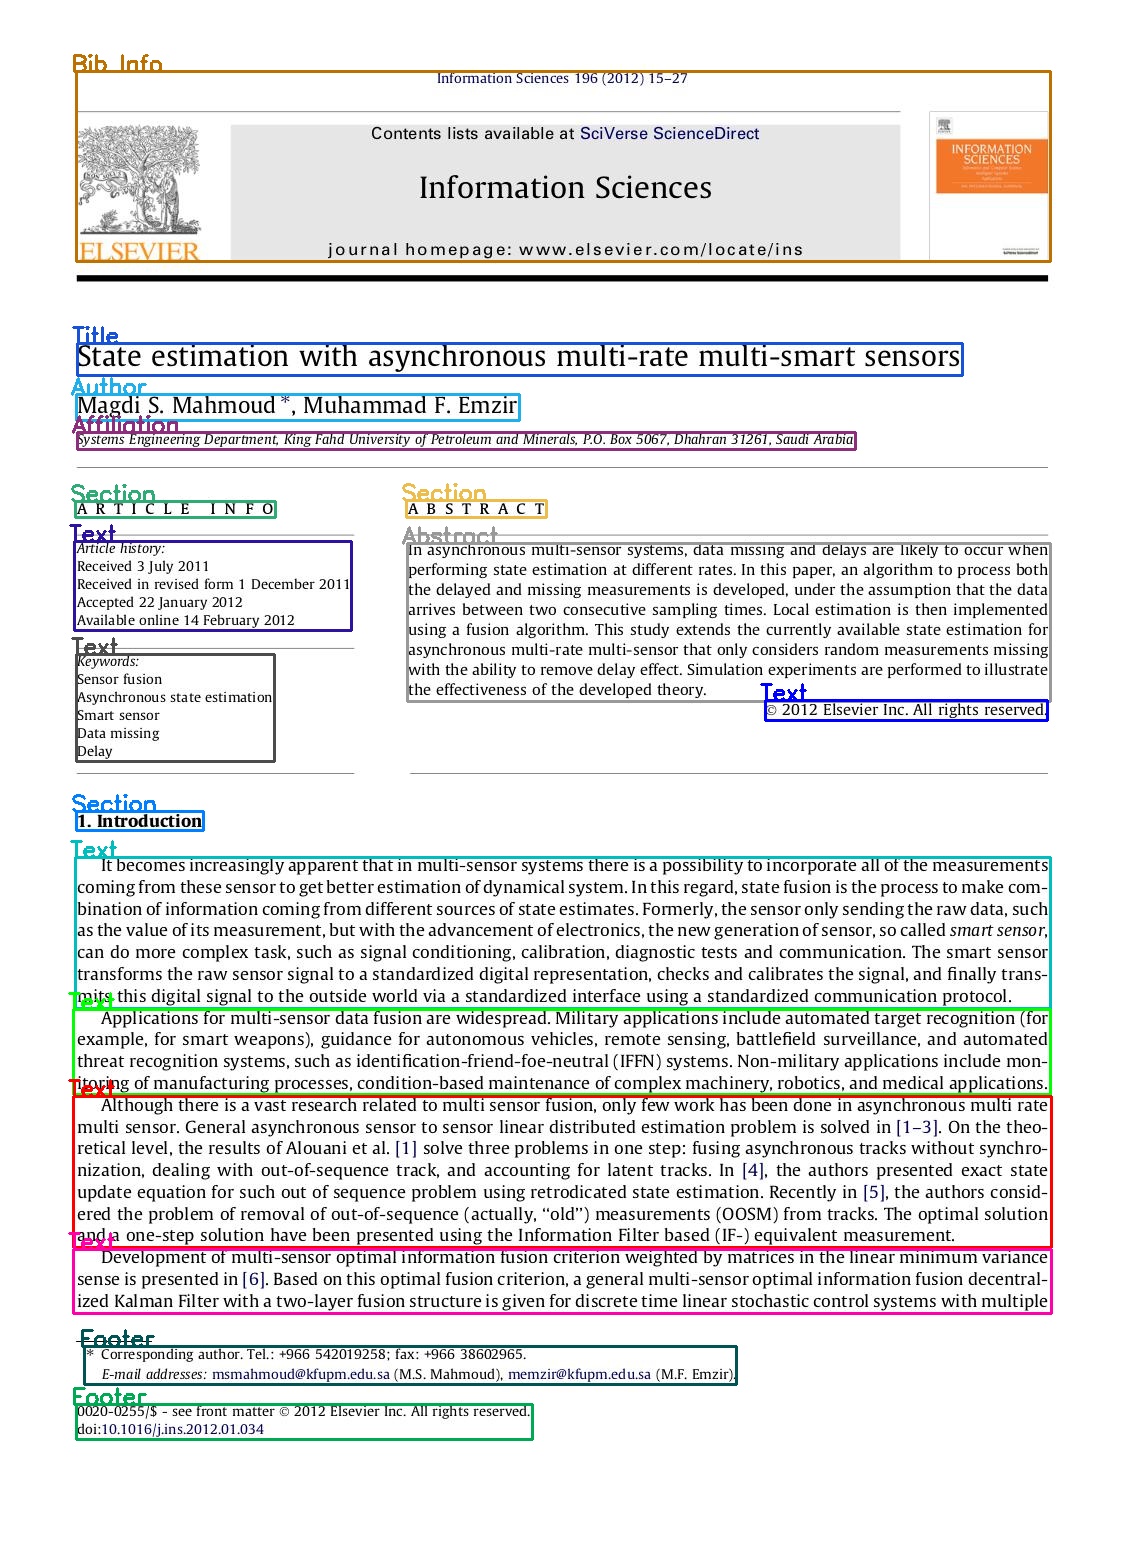 Bib Info
Information Sciences 196 (2012) 15–27
Contents lists available at SciVerse ScienceDirect
Information Sciences
journal homepage: www.elsevier.com/locate/ins
ELSEVIER
INFORMATION
SCIENCES
Title
State estimation with asynchronous multi-rate multi-smart sensors
Author
Magdi S. Mahmoud *, Muhammad F. Emzir
Affiliation
Systems Engineering Department, King Fahd University of Petroleum and Minerals, P.O. Box 5067, Dhahran 31261, Saudi Arabia
Section
ARTICLE INFO
Text
Article history:
Received 3 July 2011
Received in revised form 1 December 2011
Accepted 22 January 2012
Available online 14 February 2012
Text
Keywords:
Sensor fusion
Asynchronous state estimation
Smart sensor
Data missing
Delay
Section
ABSTRACT
Abstract
In asynchronous multi-sensor systems, data missing and delays are likely to occur when
performing state estimation at different rates. In this paper, an algorithm to process both
the delayed and missing measurements is developed, under the assumption that the data
arrives between two consecutive sampling times. Local estimation is then implemented
using a fusion algorithm. This study extends the currently available state estimation for
asynchronous multi-rate multi-sensor that only considers random measurements missing
with the ability to remove delay effect. Simulation experiments are performed to illustrate
the effectiveness of the developed theory.
Text
© 2012 Elsevier Inc. All rights reserved.
Section
1. Introduction
Text
It becomes increasingly apparent that in multi-sensor systems there is a possibility to incorporate all of the measurements
coming from these sensor to get better estimation of dynamical system. In this regard, state fusion is the process to make com-
bination of information coming from different sources of state estimates. Formerly, the sensor only sending the raw data, such
as the value of its measurement, but with the advancement of electronics, the new generation of sensor, so called smart sensor,
can do more complex task, such as signal conditioning, calibration, diagnostic tests and communication. The smart sensor
transforms the raw sensor signal to a standardized digital representation, checks and calibrates the signal, and finally trans-
mits this digital signal to the outside world via a standardized interface using a standardized communication protocol.
Text
Applications for multi-sensor data fusion are widespread. Military applications include automated target recognition (for
example, for smart weapons), guidance for autonomous vehicles, remote sensing, battlefield surveillance, and automated
threat recognition systems, such as identification-friend-foe-neutral (IFFN) systems. Non-military applications include mon-
itoring of manufacturing processes, condition-based maintenance of complex machinery, robotics, and medical applications.
Text
Although there is a vast research related to multi sensor fusion, only few work has been done in asynchronous multi rate
multi sensor. General asynchronous sensor to sensor linear distributed estimation problem is solved in [1–3]. On the theo-
retical level, the results of Alouani et al. [1] solve three problems in one step: fusing asynchronous tracks without synchro-
nization, dealing with out-of-sequence track, and accounting for latent tracks. In [4], the authors presented exact state
update equation for such out of sequence problem using retrodicated state estimation. Recently in [5], the authors consid-
ered the problem of removal of out-of-sequence (actually, ‘‘old’’) measurements (OOSM) from tracks. The optimal solution
and a one-step solution have been presented using the Information Filter based (IF-) equivalent measurement.
Text
Development of multi-sensor optimal information fusion criterion weighted by matrices in the linear minimum variance
sense is presented in [6]. Based on this optimal fusion criterion, a general multi-sensor optimal information fusion decentral-
ized Kalman Filter with a two-layer fusion structure is given for discrete time linear stochastic control systems with multiple
Footer
* Corresponding author. Tel.: +966 542019258; fax: +966 38602965.
E-mail addresses: msmahmoud@kfupm.edu.sa (M.S. Mahmoud), memzir@kfupm.edu.sa (M.F. Emzir).
Footer
0020-0255/$ - see front matter © 2012 Elsevier Inc. All rights reserved.
doi:10.1016/j.ins.2012.01.034